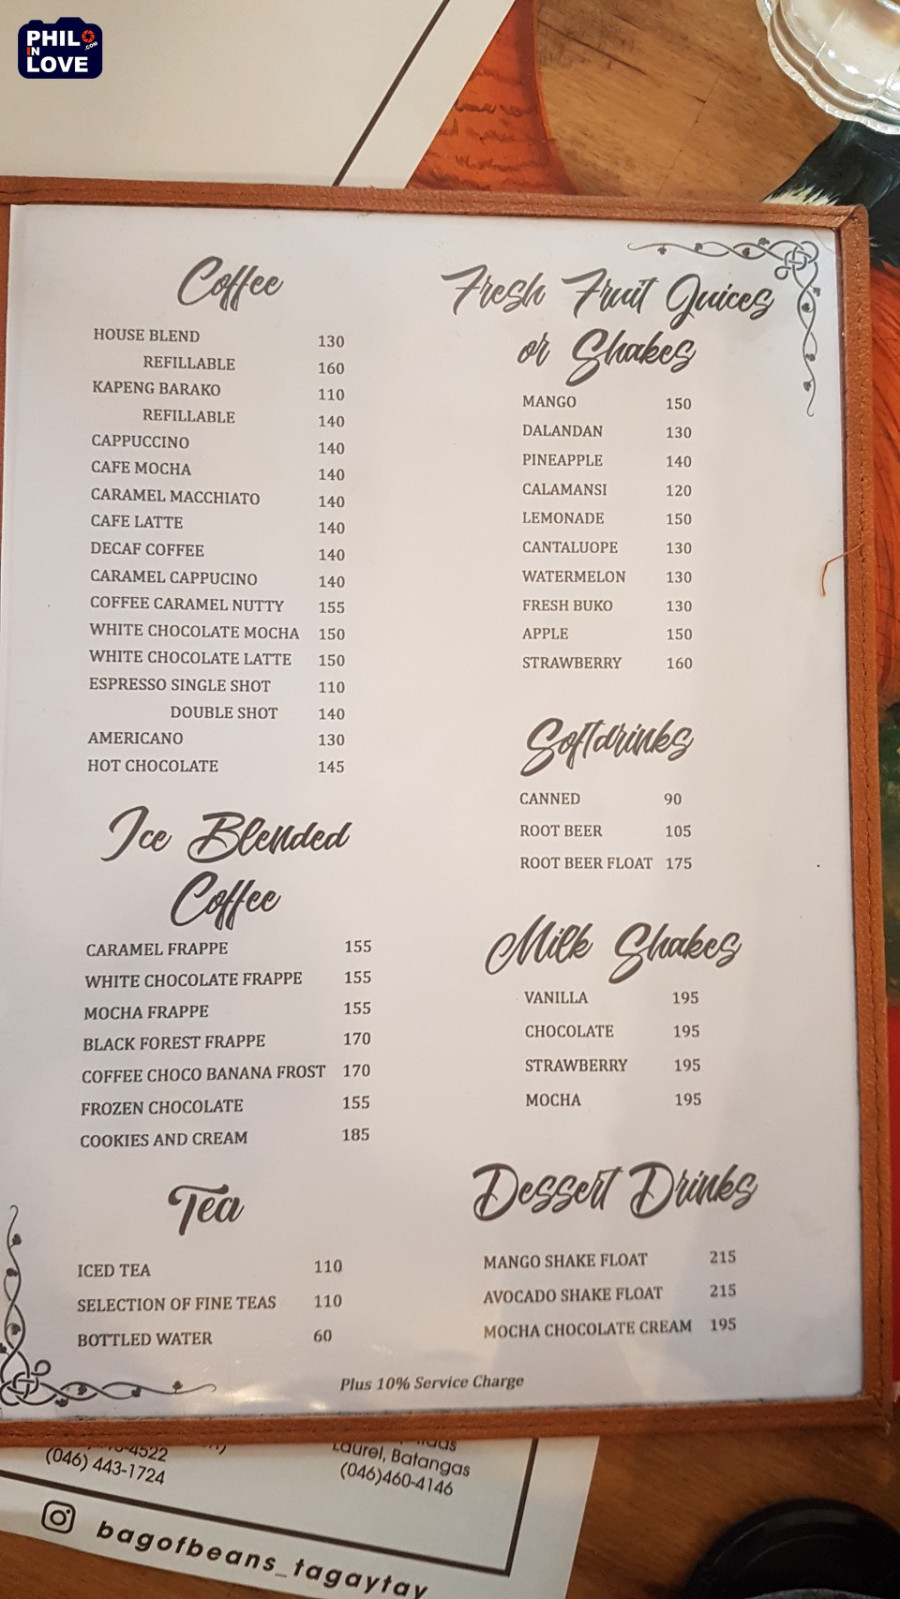 PHIL
IN
.COM
LOVE
Coffee
HOUSE BLEND 130
REFILLABLE 160
KAPENG BARAKO 110
REFILLABLE 140
CAPPUCCINO 140
CAFE MOCHA 140
CARAMEL MACCHIATO 140
CAFE LATTE 140
DECAF COFFEE 140
CARAMEL CAPPUCINO 140
COFFEE CARAMEL NUTTY 155
WHITE CHOCOLATE MOCHA 150
WHITE CHOCOLATE LATTE 150
ESPRESSO SINGLE SHOT 110
DOUBLE SHOT 140
AMERICANO 130
HOT CHOCOLATE 145
Ice Blended
Coffee
CARAMEL FRAPPE 155
WHITE CHOCOLATE FRAPPE 155
MOCHA FRAPPE 155
BLACK FOREST FRAPPE 170
COFFEE CHOCO BANANA FROST 170
FROZEN CHOCOLATE 155
COOKIES AND CREAM 185
Tea
ICED TEA 110
SELECTION OF FINE TEAS 110
BOTTLED WATER 60
Fresh Fruit Juices
or Shakes
MANGO 150
DALANDAN 130
PINEAPPLE 140
CALAMANSI 120
LEMONADE 150
CANTALUOPE 130
WATERMELON 130
FRESH BUKO 130
APPLE 150
STRAWBERRY 160
Softdrinks
CANNED 90
ROOT BEER 105
ROOT BEER FLOAT 175
Milk Shakes
VANILLA 195
CHOCOLATE 195
STRAWBERRY 195
MOCHA 195
Dessert Drinks
MANGO SHAKE FLOAT 215
AVOCADO SHAKE FLOAT 215
MOCHA CHOCOLATE CREAM 195
Plus 10% Service Charge
(046) 443-1724
Laurel, Batangas
(046)460-4146
bagofbeans_tagaytay